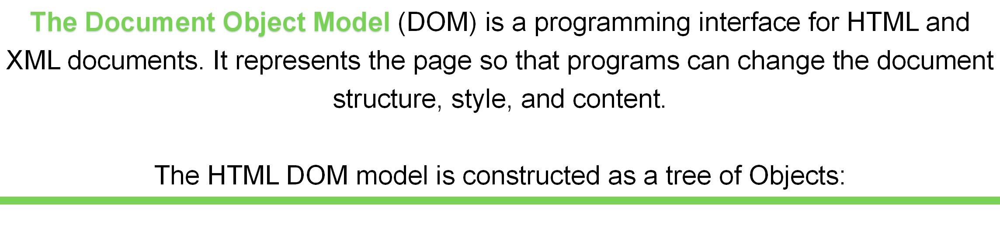 The Document Object Model (DOM) is a programming interface for HTML and
XML documents. It represents the page so that programs can change the document
structure, style, and content.
The HTML DOM model is constructed as a tree of Objects: